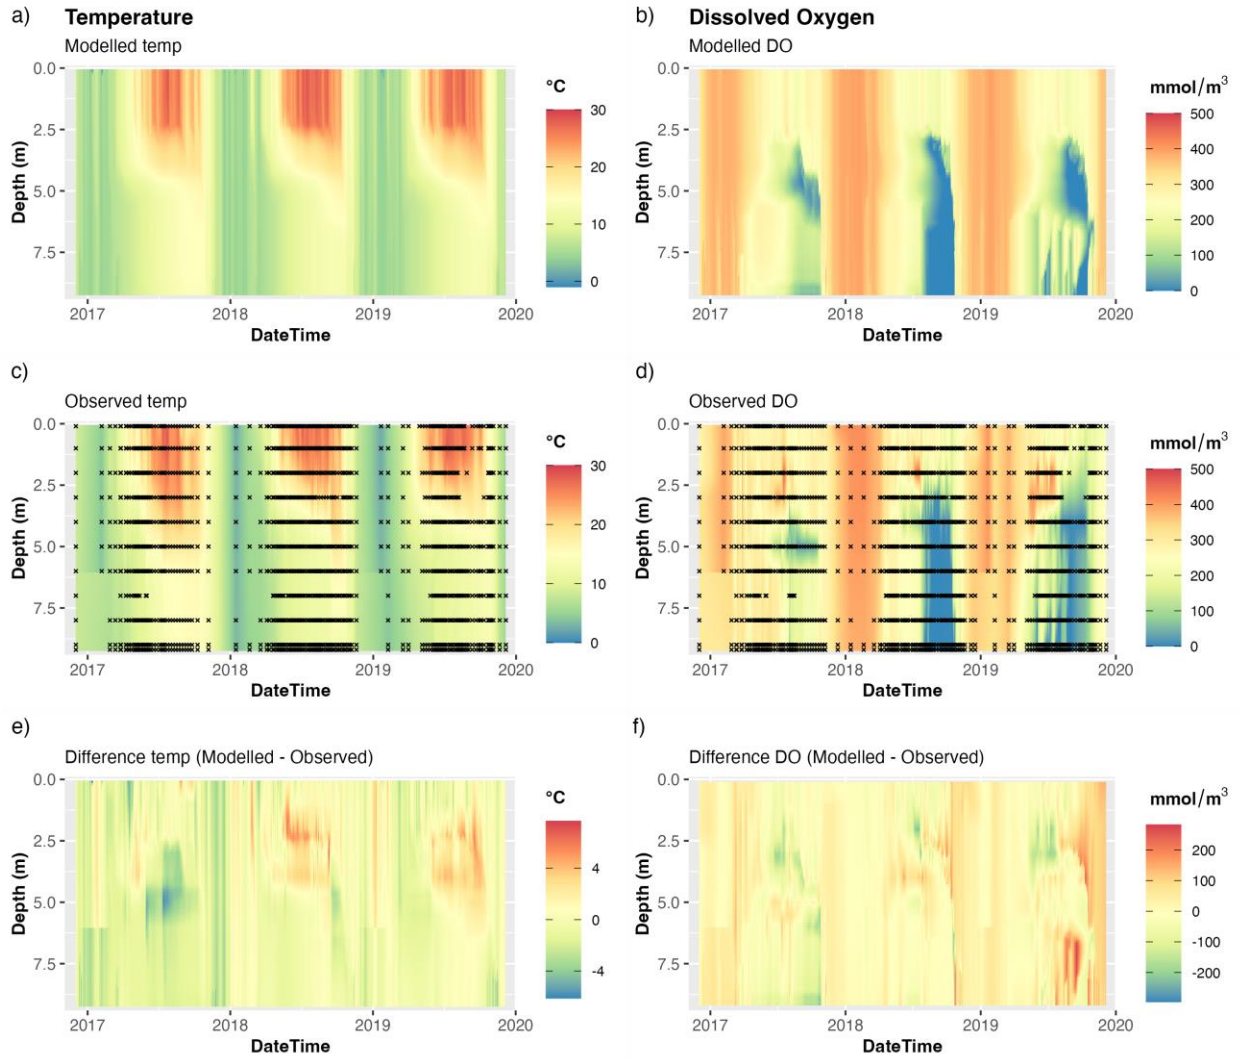 a) Temperature
Modelled temp
0.0
2.5
5.0
7.5
Depth (m)
2017 2018 2019 2020
DateTime
°C
30
20
10
0
b) Dissolved Oxygen
Modelled DO
0.0
2.5
5.0
7.5
Depth (m)
2017 2018 2019 2020
DateTime
mmol/m³
500
400
300
200
100
0
c)
Observed temp
0.0
2.5
5.0
7.5
Depth (m)
2017 2018 2019 2020
DateTime
°C
30
20
10
0
d)
Observed DO
0.0
2.5
5.0
7.5
Depth (m)
2017 2018 2019 2020
DateTime
mmol/m³
500
400
300
200
100
0
e)
Difference temp (Modelled - Observed)
0.0
2.5
5.0
7.5
Depth (m)
2017 2018 2019 2020
DateTime
°C
4
0
-4
f)
Difference DO (Modelled - Observed)
0.0
2.5
5.0
7.5
Depth (m)
2017 2018 2019 2020
DateTime
mmol/m³
200
100
0
-100
-200